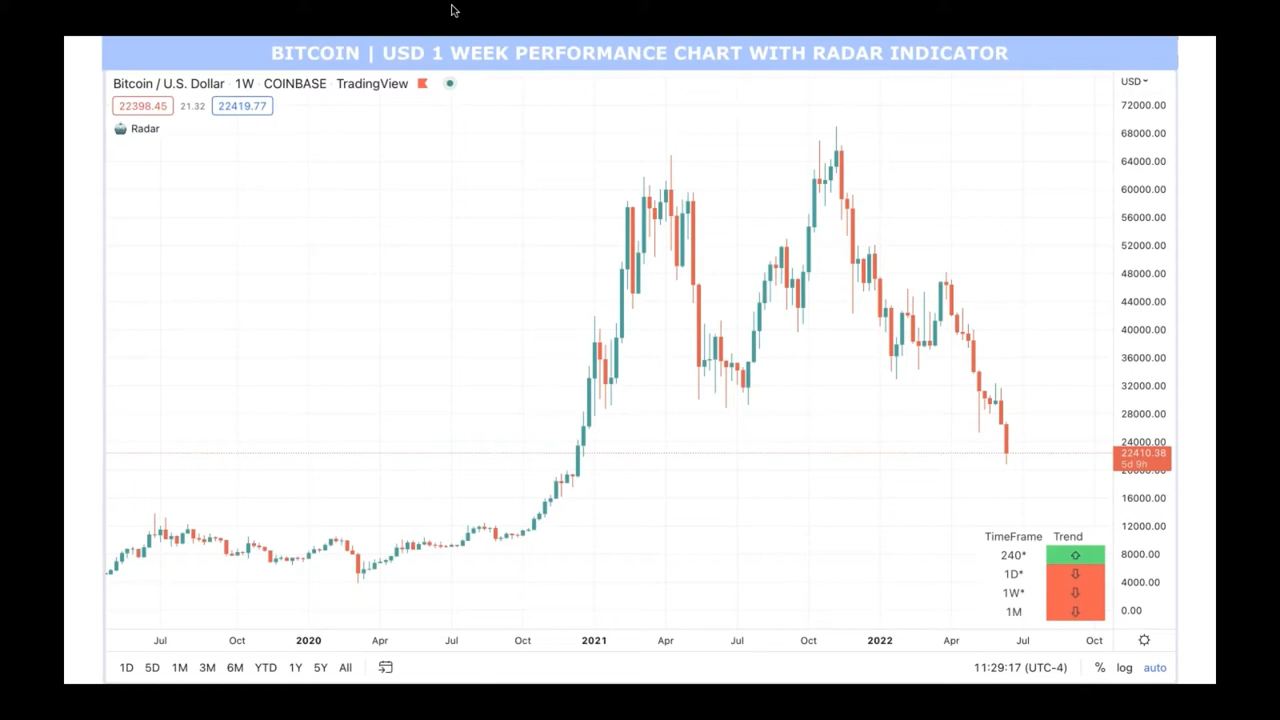 BITCOIN | USD 1 WEEK PERFORMANCE CHART WITH RADAR INDICATOR
Bitcoin / U.S. Dollar · 1W · COINBASE · TradingView
22398.45 21.32 22419.77
Radar
USD
72000.00
68000.00
64000.00
60000.00
56000.00
52000.00
48000.00
44000.00
40000.00
36000.00
32000.00
28000.00
24000.00
22410.38
5d 9h
20000.00
16000.00
12000.00
8000.00
4000.00
0.00
TimeFrame Trend
240*
1D*
1W*
1M
Jul Oct 2020 Apr Jul Oct 2021 Apr Jul Oct 2022 Apr Jul Oct
1D 5D 1M 3M 6M YTD 1Y 5Y All 11:29:17 (UTC-4) % log auto